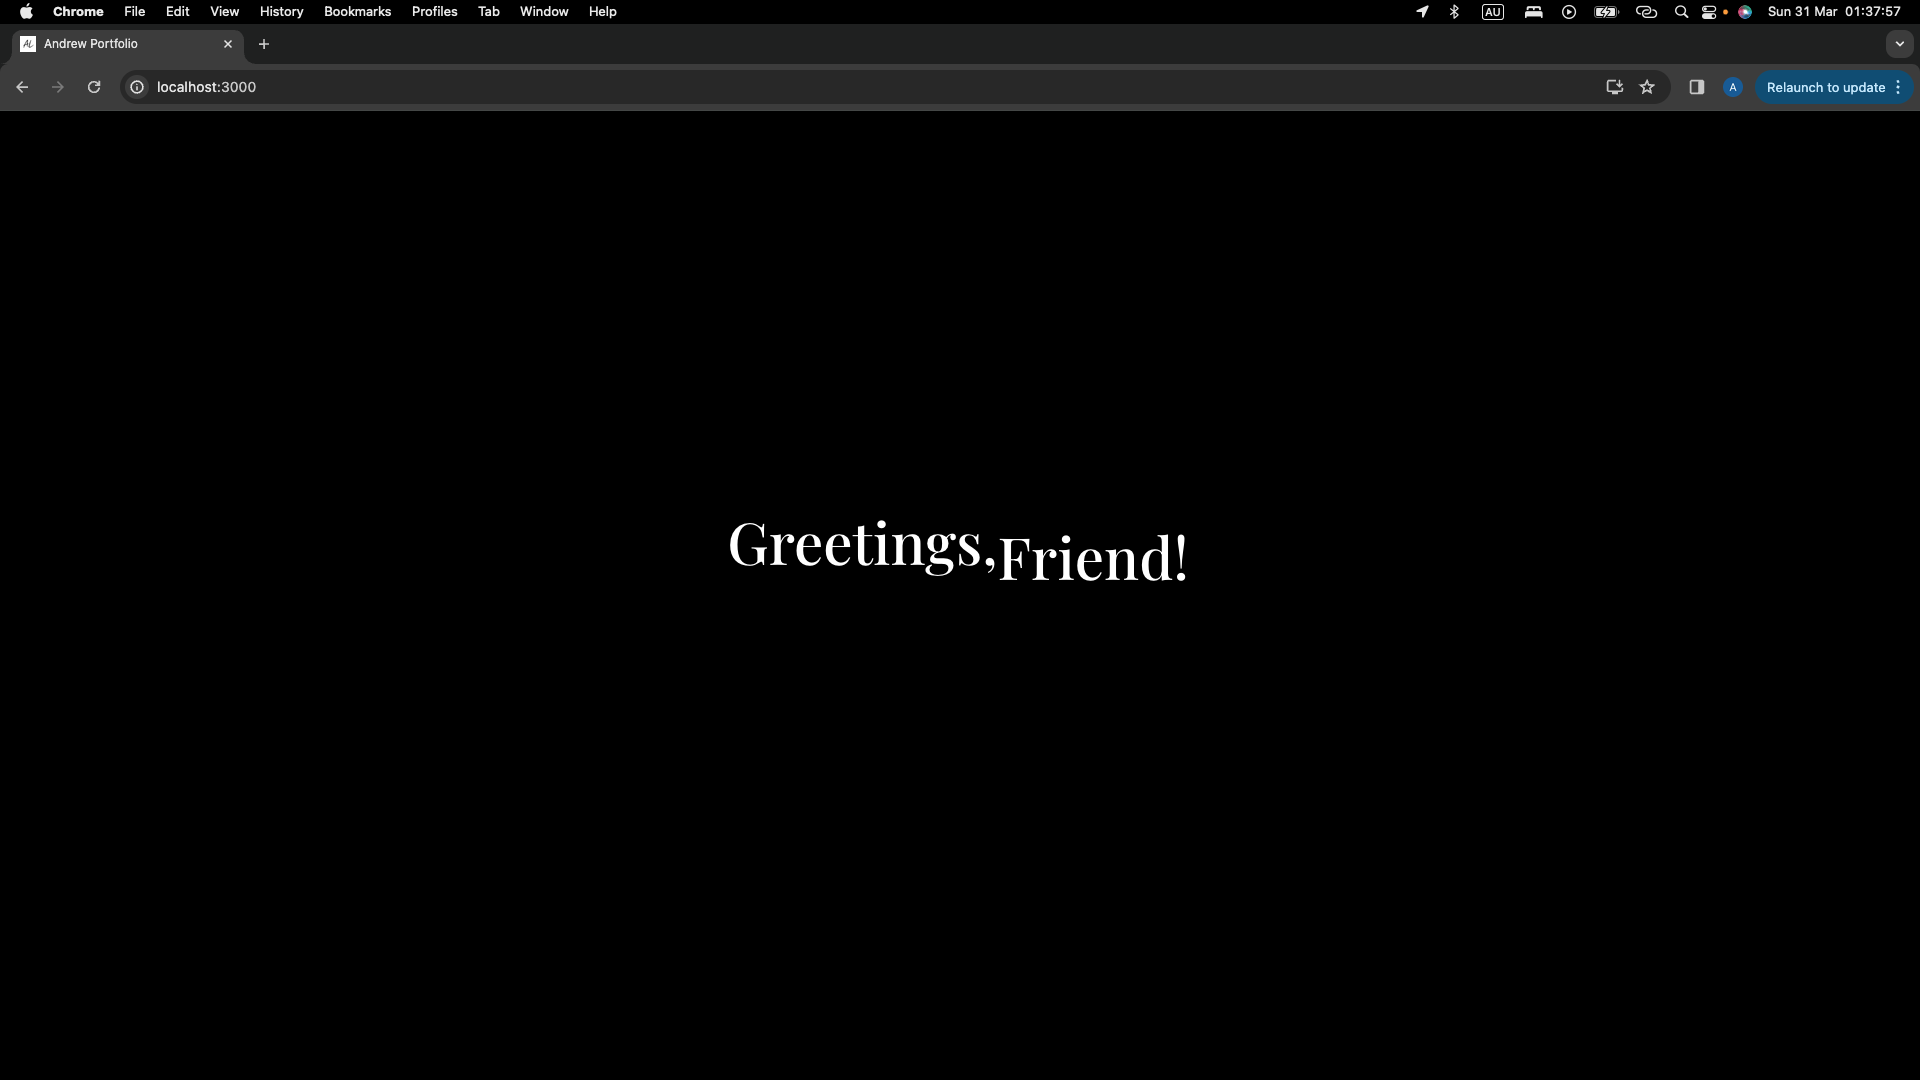 Chrome File Edit View History Bookmarks Profiles Tab Window Help AU Sun 31 Mar 01:37:57
AL Andrew Portfolio
localhost:3000 A Relaunch to update
Greetings, Friend!